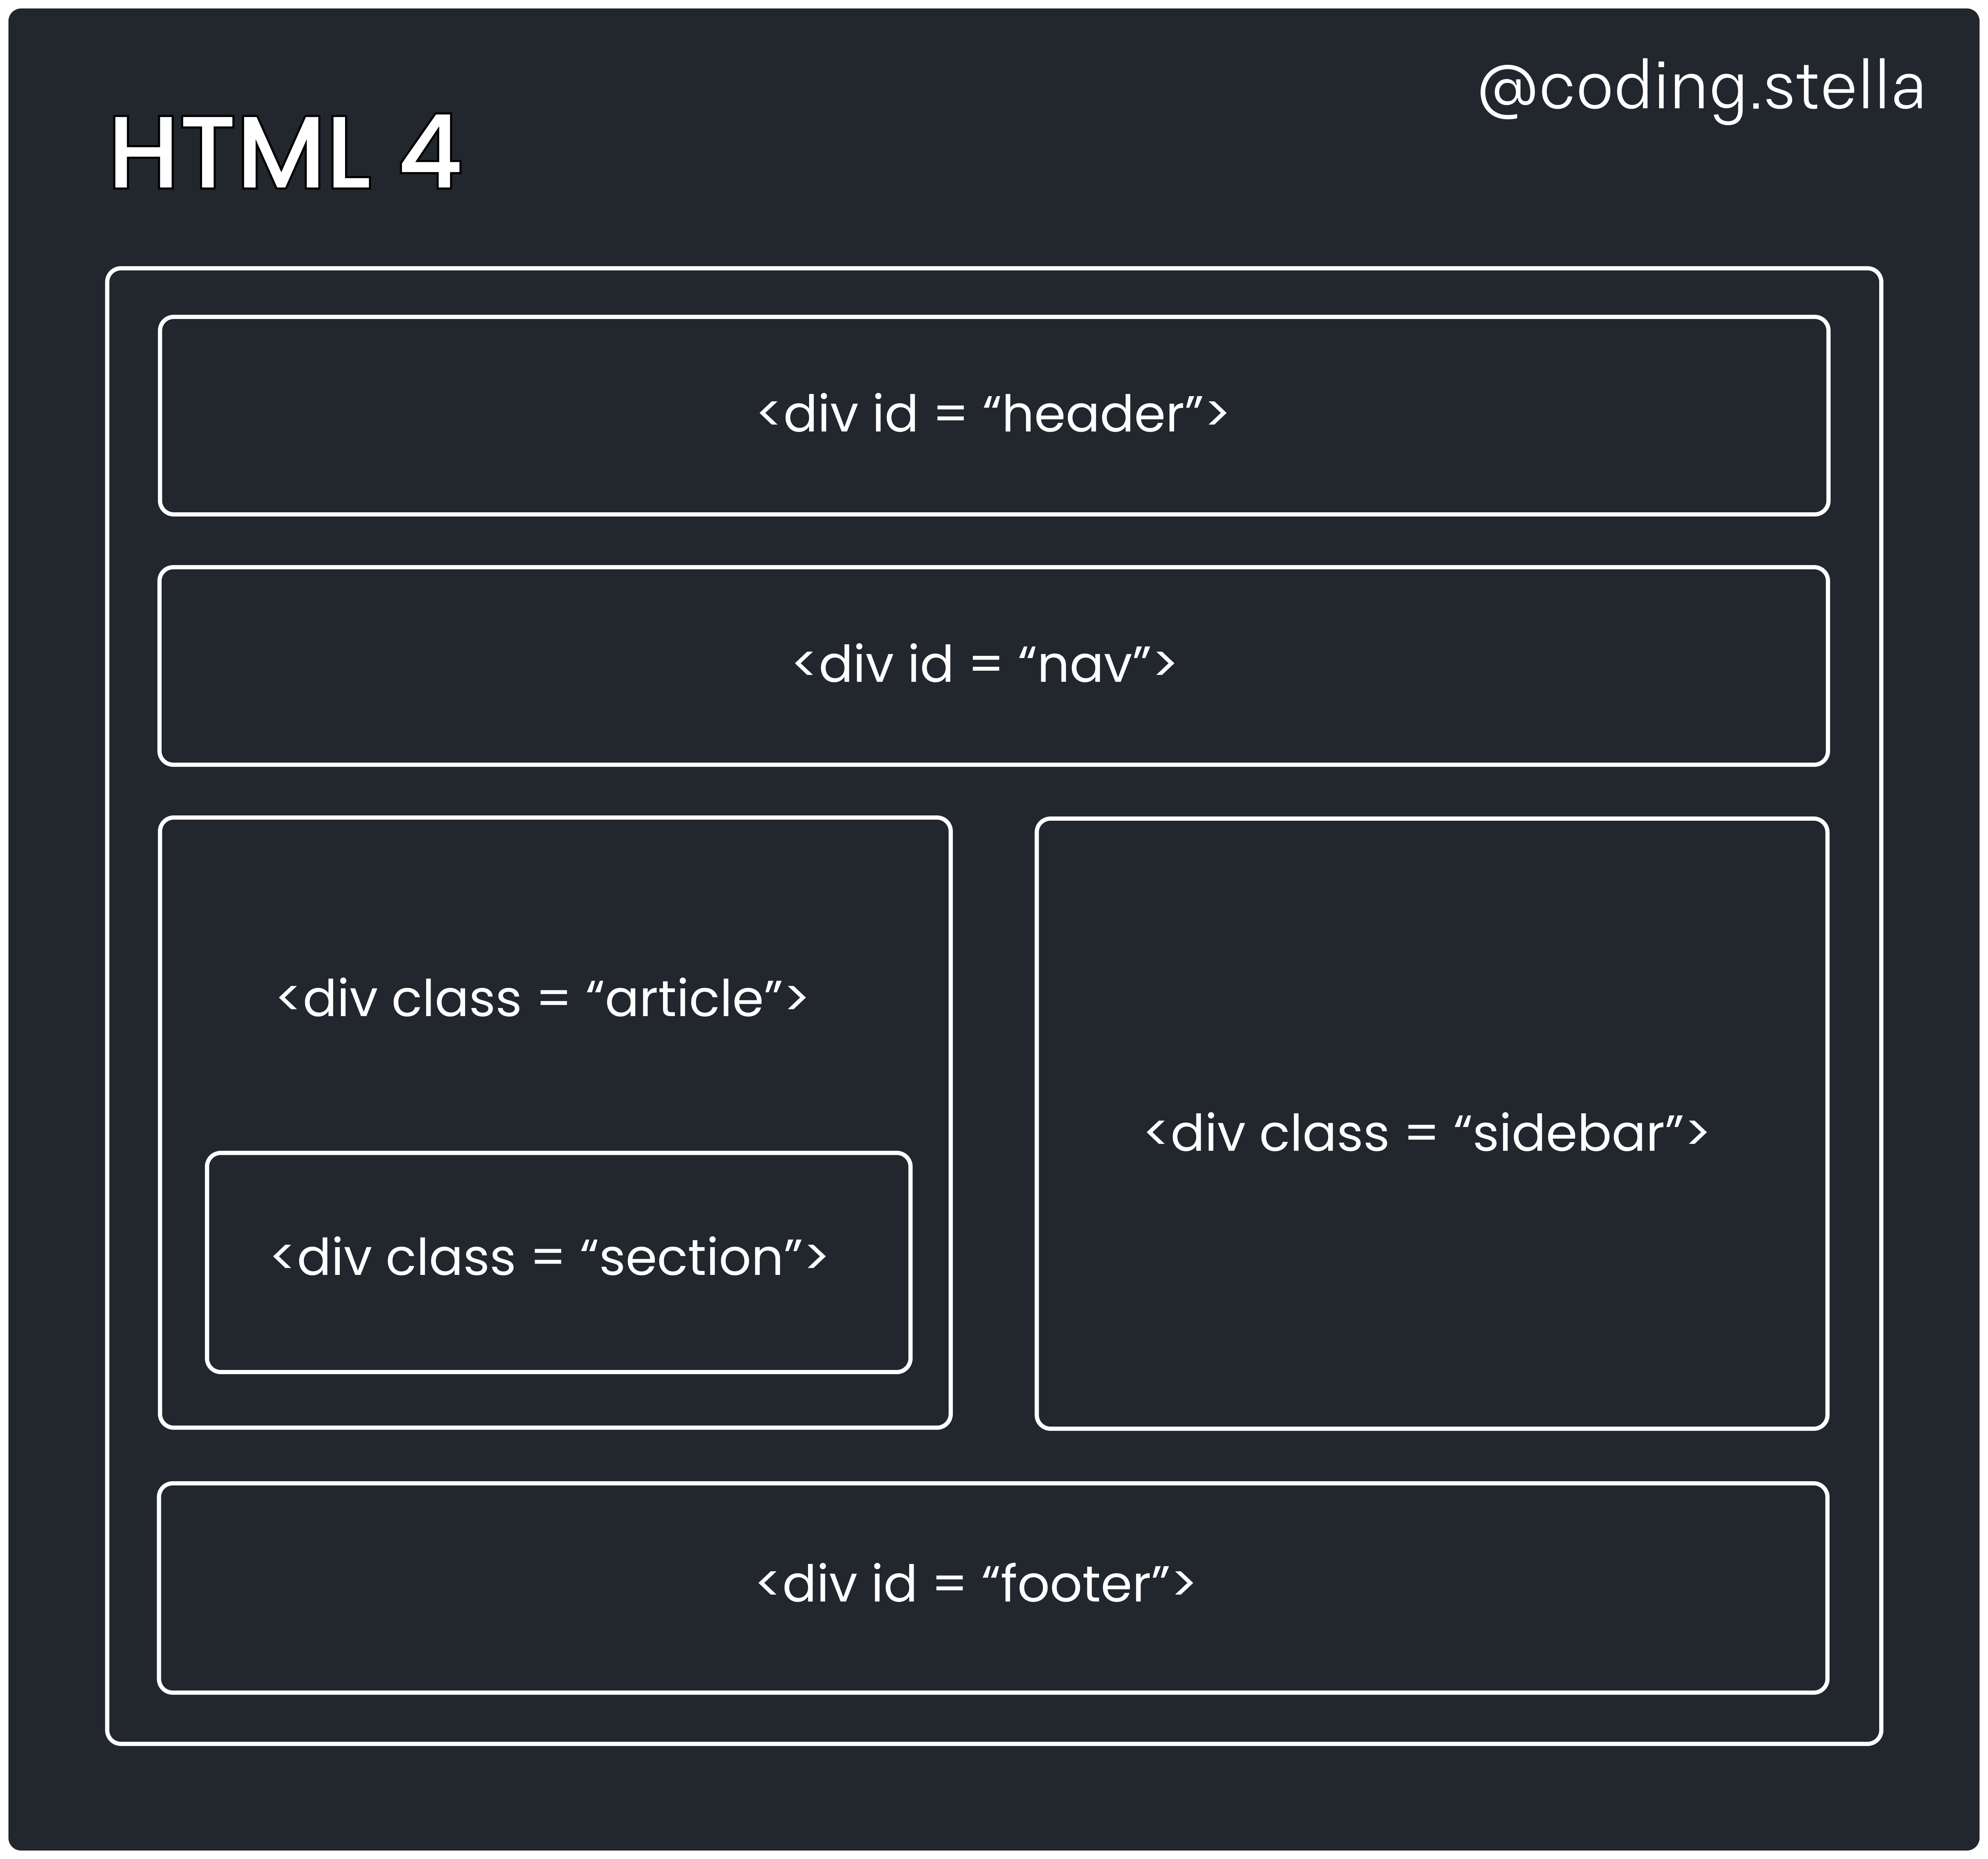 @coding.stella
HTML 4
<div id = “header”>
<div id = “nav”>
<div class = “article”>
<div class = “section”>
<div class = “sidebar”>
<div id = “footer”>